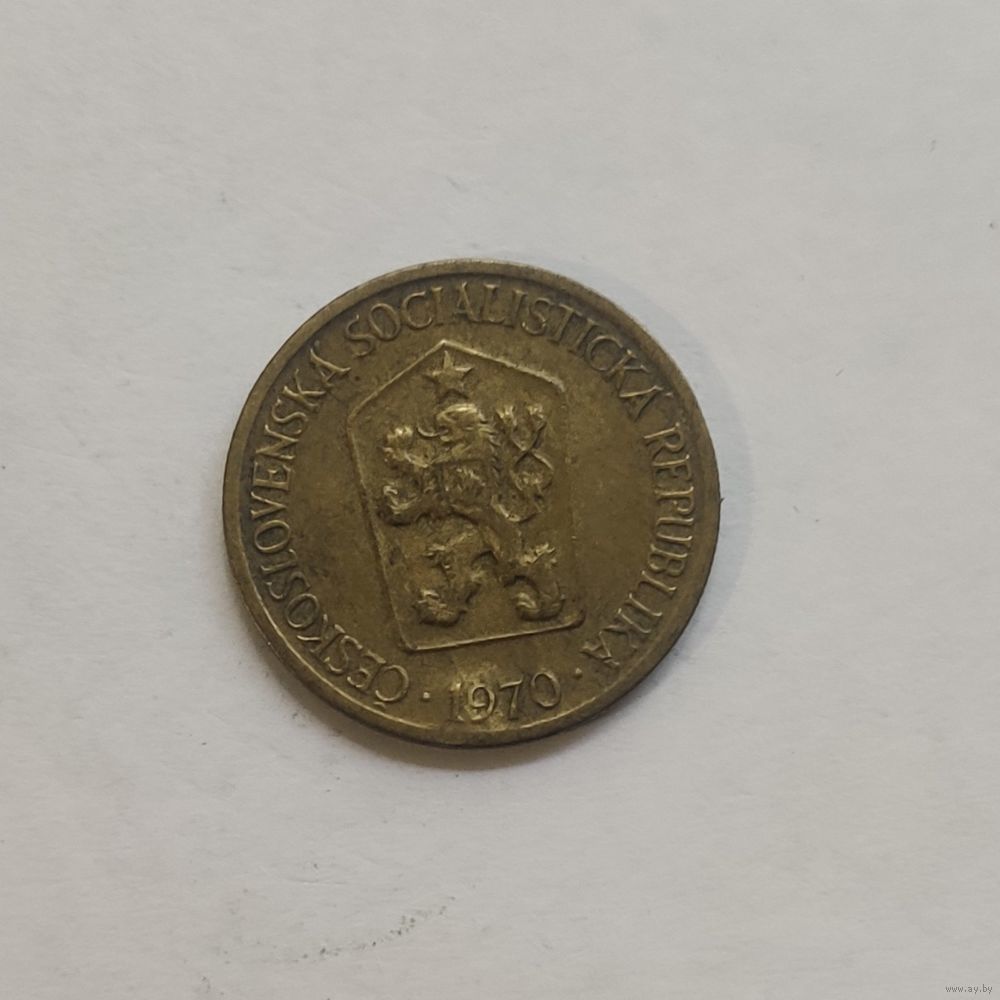 ČESKOSLOVENSKÁ SOCIALISTICKÁ REPUBLIKA
· 1970 ·
www.ay.by